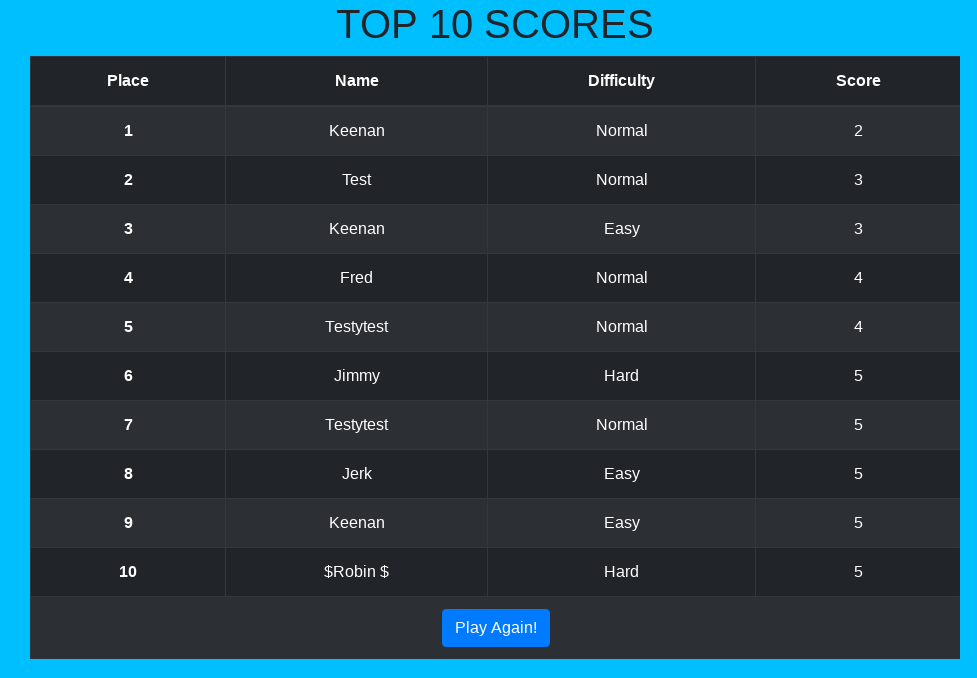 TOP 10 SCORES
Place Name Difficulty Score
1 Keenan Normal 2
2 Test Normal 3
3 Keenan Easy 3
4 Fred Normal 4
5 Testytest Normal 4
6 Jimmy Hard 5
7 Testytest Normal 5
8 Jerk Easy 5
9 Keenan Easy 5
10 $Robin $ Hard 5
Play Again!